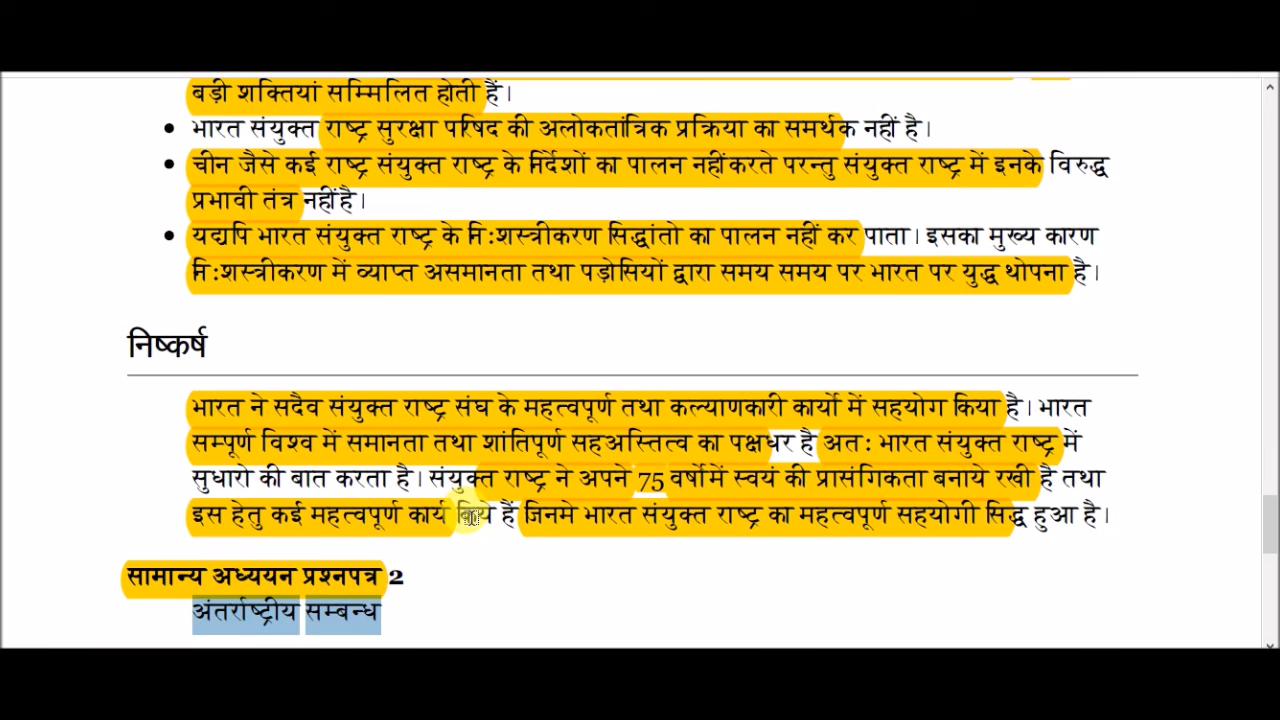 बड़ी शक्तियां सम्मिलित होती हैं।
भारत संयुक्त राष्ट्र सुरक्षा परिषद की अलोकतांत्रिक प्रक्रिया का समर्थक नहीं है।
चीन जैसे कई राष्ट्र संयुक्त राष्ट्र के निर्देशों का पालन नहीं करते परन्तु संयुक्त राष्ट्र में इनके विरुद्ध
प्रभावी तंत्र नहीं है।
यद्यपि भारत संयुक्त राष्ट्र के निःशस्त्रीकरण सिद्धांतो का पालन नहीं कर पाता। इसका मुख्य कारण
निःशस्त्रीकरण में व्याप्त असमानता तथा पड़ोसियों द्वारा समय समय पर भारत पर युद्ध थोपना है।
निष्कर्ष
भारत ने सदैव संयुक्त राष्ट्र संघ के महत्वपूर्ण तथा कल्याणकारी कार्यो में सहयोग किया है। भारत
सम्पूर्ण विश्व में समानता तथा शांतिपूर्ण सहअस्तित्व का पक्षधर है अतः भारत संयुक्त राष्ट्र में
सुधारो की बात करता है। संयुक्त राष्ट्र ने अपने 75 वर्षो में स्वयं की प्रासंगिकता बनाये रखी है तथा
इस हेतु कई महत्वपूर्ण कार्य किये हैं जिनमे भारत संयुक्त राष्ट्र का महत्वपूर्ण सहयोगी सिद्ध हुआ है।
सामान्य अध्ययन प्रश्नपत्र 2
अंतर्राष्ट्रीय सम्बन्ध